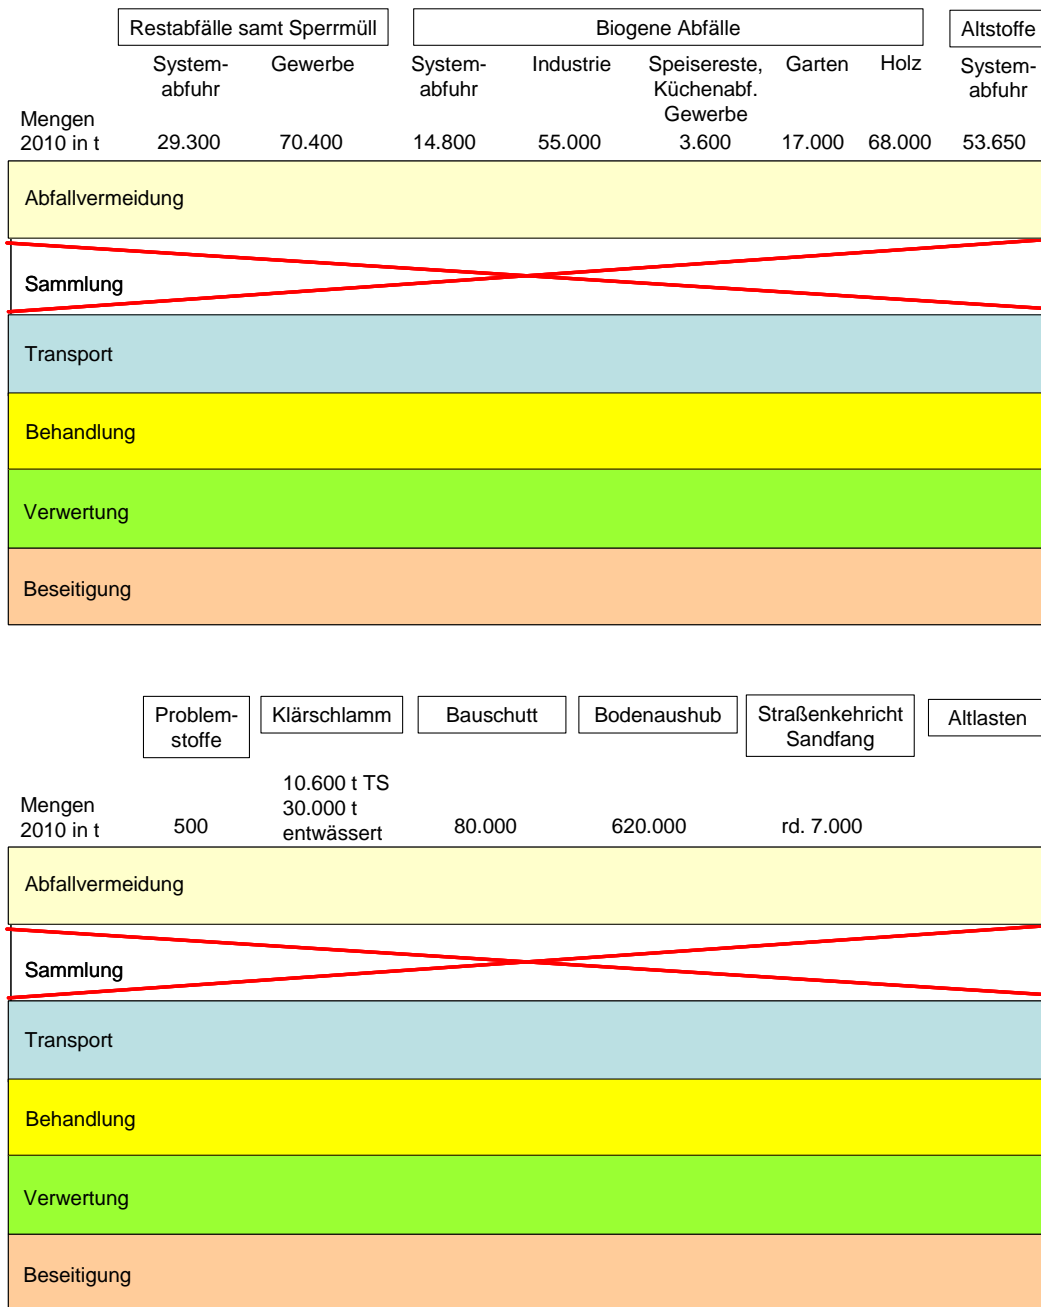 Restabfälle samt Sperrmüll
Biogene Abfälle
Altstoffe
System-
abfuhr
Gewerbe
System-
abfuhr
Industrie
Speisereste,
Küchenabf.
Gewerbe
Garten
Holz
System-
abfuhr
Mengen
2010 in t
29.300
70.400
14.800
55.000
3.600
17.000
68.000
53.650
Abfallvermeidung
Sammlung
Transport
Behandlung
Verwertung
Beseitigung
Problem-
stoffe
Klärschlamm
Bauschutt
Bodenaushub
Straßenkehricht
Sandfang
Altlasten
Mengen
2010 in t
500
10.600 t TS
30.000 t
entwässert
80.000
620.000
rd. 7.000
Abfallvermeidung
Sammlung
Transport
Behandlung
Verwertung
Beseitigung